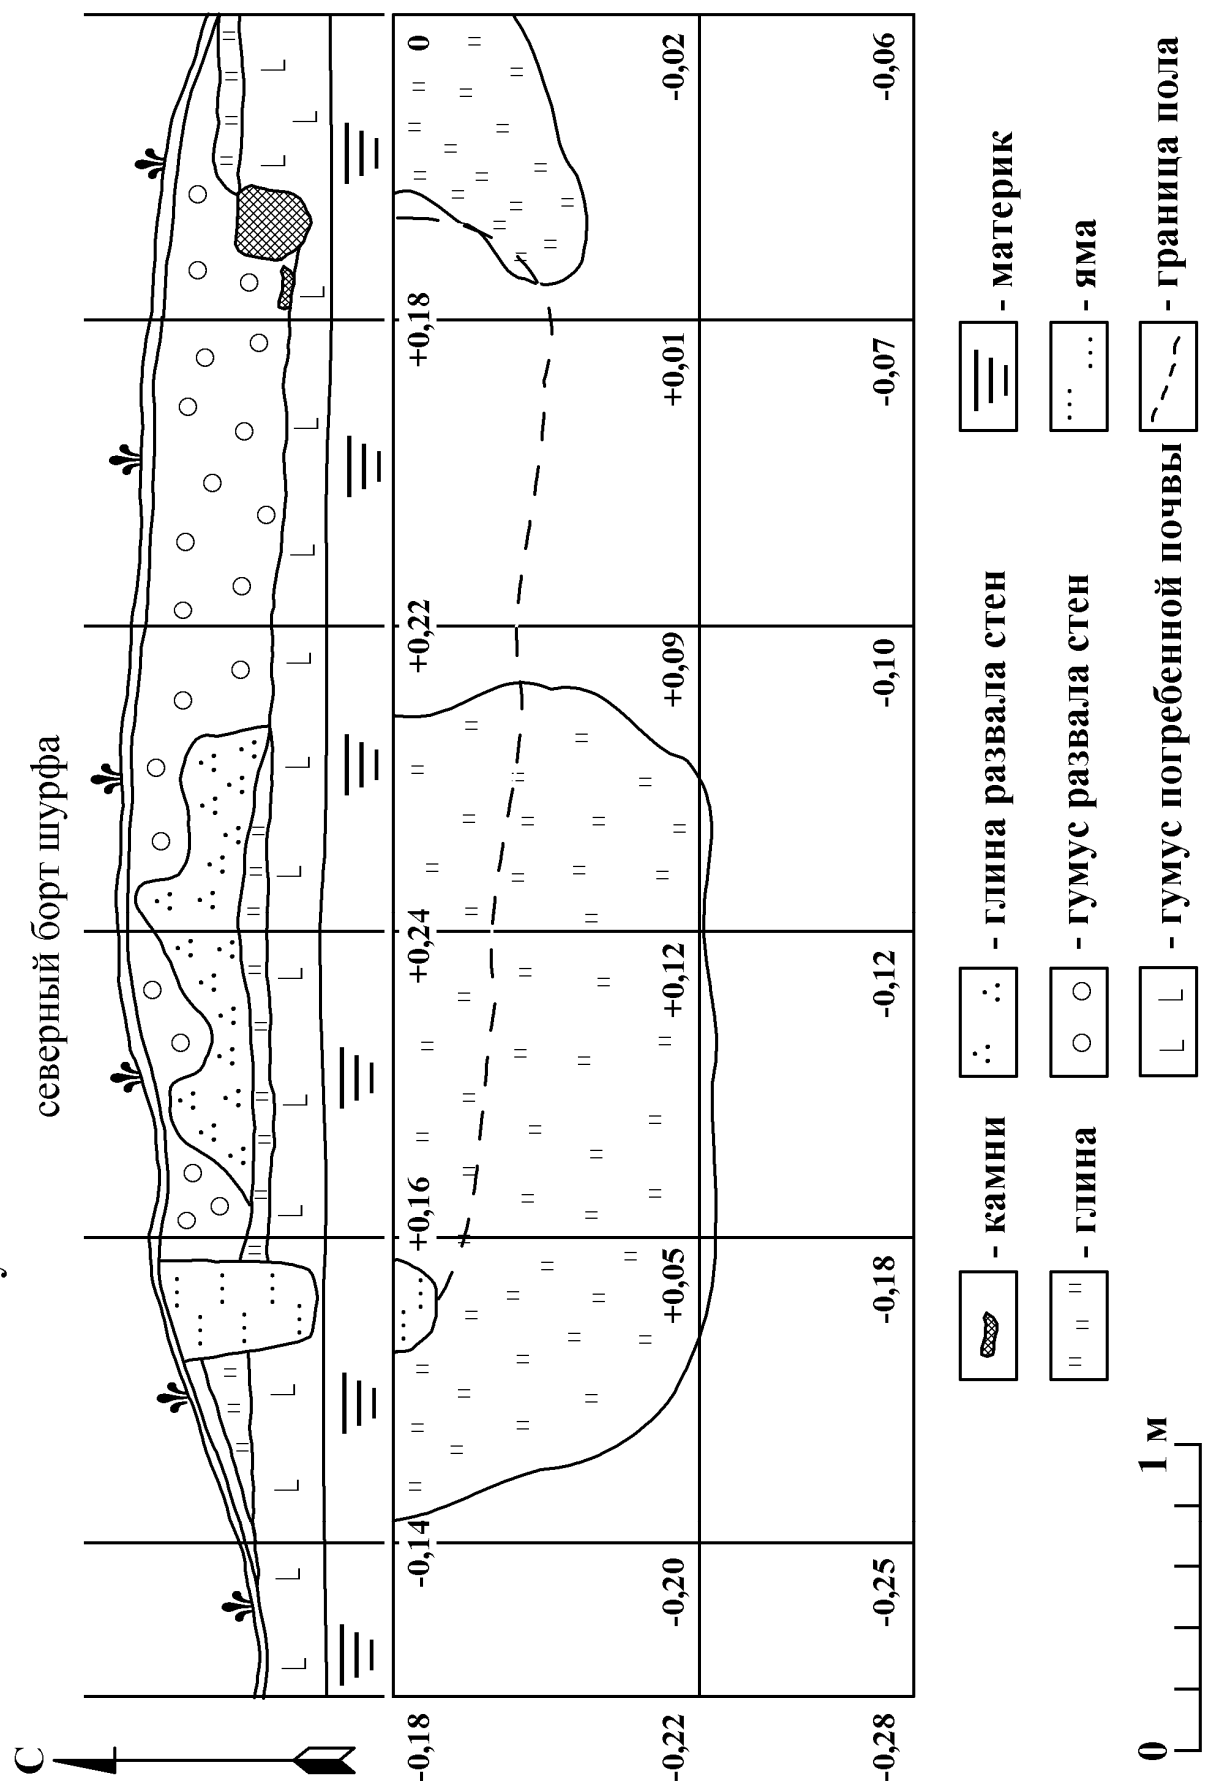 северный борт шурфа
С
-0,18 -0,14 +0,16 +0,24 +0,22 +0,18 0
-0,22 -0,20 +0,05 +0,12 +0,09 +0,01 -0,02
-0,28 -0,25 -0,18 -0,12 -0,10 -0,07 -0,06
- камни - глина развала стен - материк
- глина - гумус развала стен - яма
- гумус погребенной почвы - граница пола
0 1 м